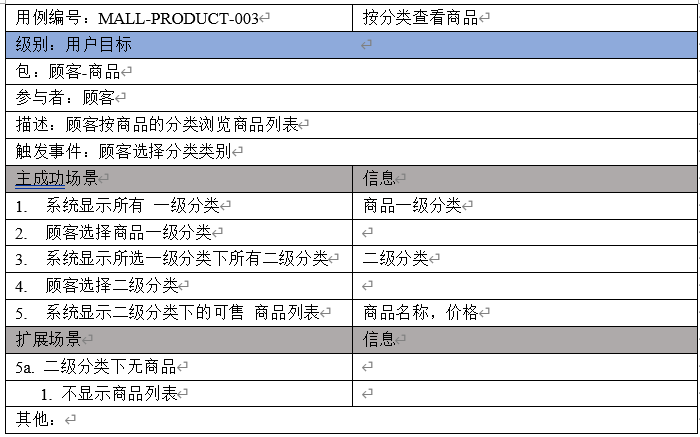 用例编号：MALL-PRODUCT-003 按分类查看商品
级别：用户目标
包：顾客-商品
参与者：顾客
描述：顾客按商品的分类浏览商品列表
触发事件：顾客选择分类类别
主成功场景 信息
1. 系统显示所有 一级分类 商品一级分类
2. 顾客选择商品一级分类
3. 系统显示所选一级分类下所有二级分类 二级分类
4. 顾客选择二级分类
5. 系统显示二级分类下的可售 商品列表 商品名称，价格
扩展场景 信息
5a. 二级分类下无商品
1. 不显示商品列表
其他：